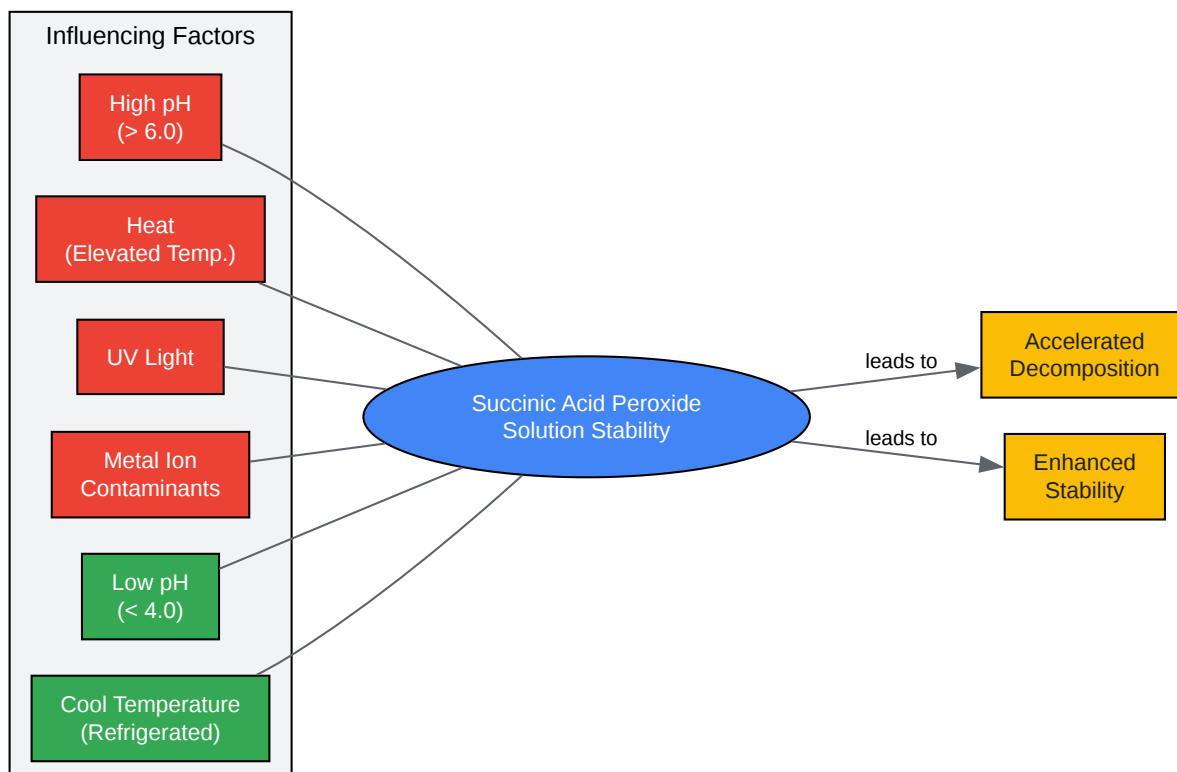 Influencing Factors
High pH
(> 6.0)
Heat
(Elevated Temp.)
UV Light
Metal Ion
Contaminants
Low pH
(< 4.0)
Cool Temperature
(Refrigerated)
Succinic Acid Peroxide
Solution Stability
leads to
leads to
Accelerated
Decomposition
Enhanced
Stability